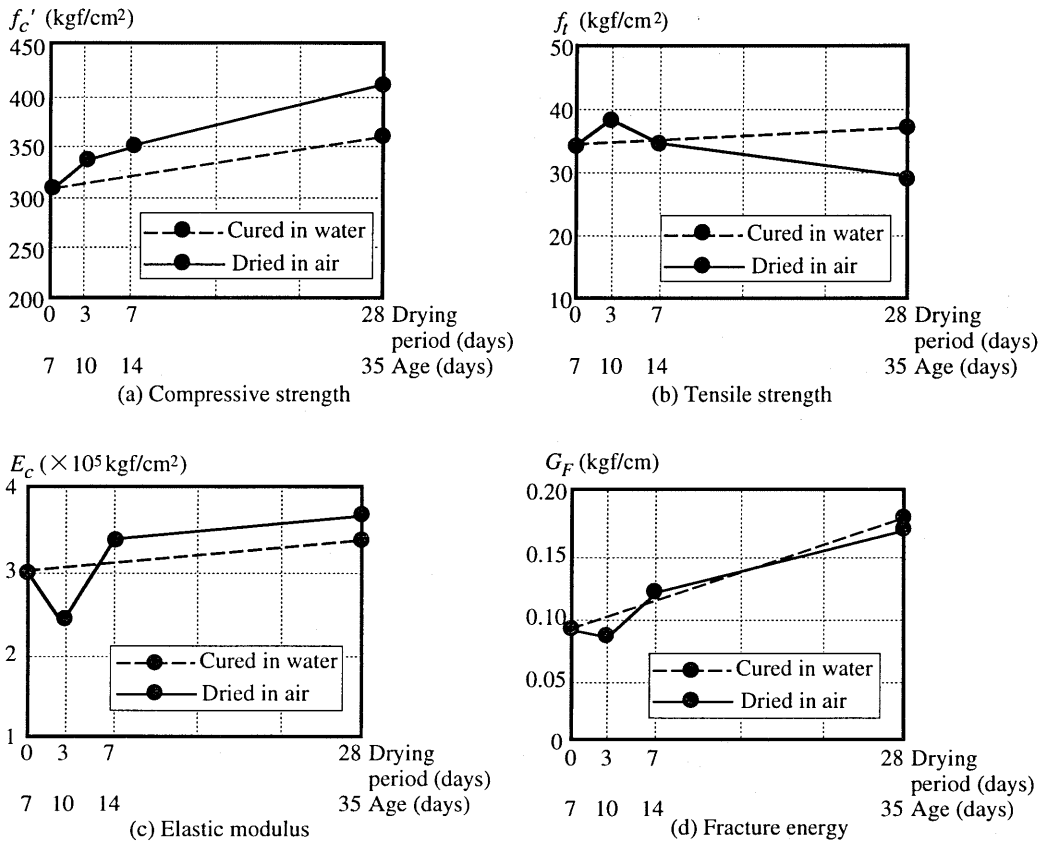 fc' (kgf/cm²)
450
400
350
300
250
200
Cured in water
Dried in air
0 3 7 28 Drying
period (days)
7 10 14 35 Age (days)
(a) Compressive strength
ft (kgf/cm²)
50
40
30
20
10
Cured in water
Dried in air
0 3 7 28 Drying
period (days)
7 10 14 35 Age (days)
(b) Tensile strength
Ec (×10⁵ kgf/cm²)
4
3
2
1
Cured in water
Dried in air
0 3 7 28 Drying
period (days)
7 10 14 35 Age (days)
(c) Elastic modulus
GF (kgf/cm)
0.20
0.15
0.10
0.05
0
Cured in water
Dried in air
0 3 7 28 Drying
period (days)
7 10 14 35 Age (days)
(d) Fracture energy